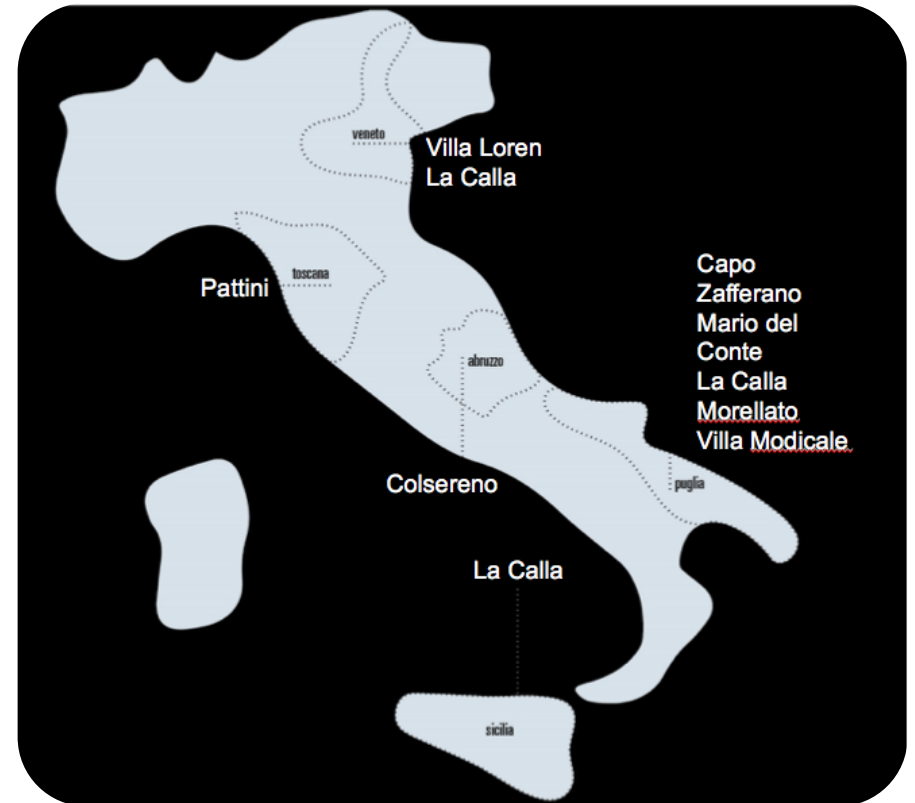 veneto
Villa Loren
La Calla
toscana
Pattini
Capo
Zafferano
Mario del
Conte
La Calla
Morellato
Villa Modicale
abruzzo
Colsereno
puglia
La Calla
sicilia